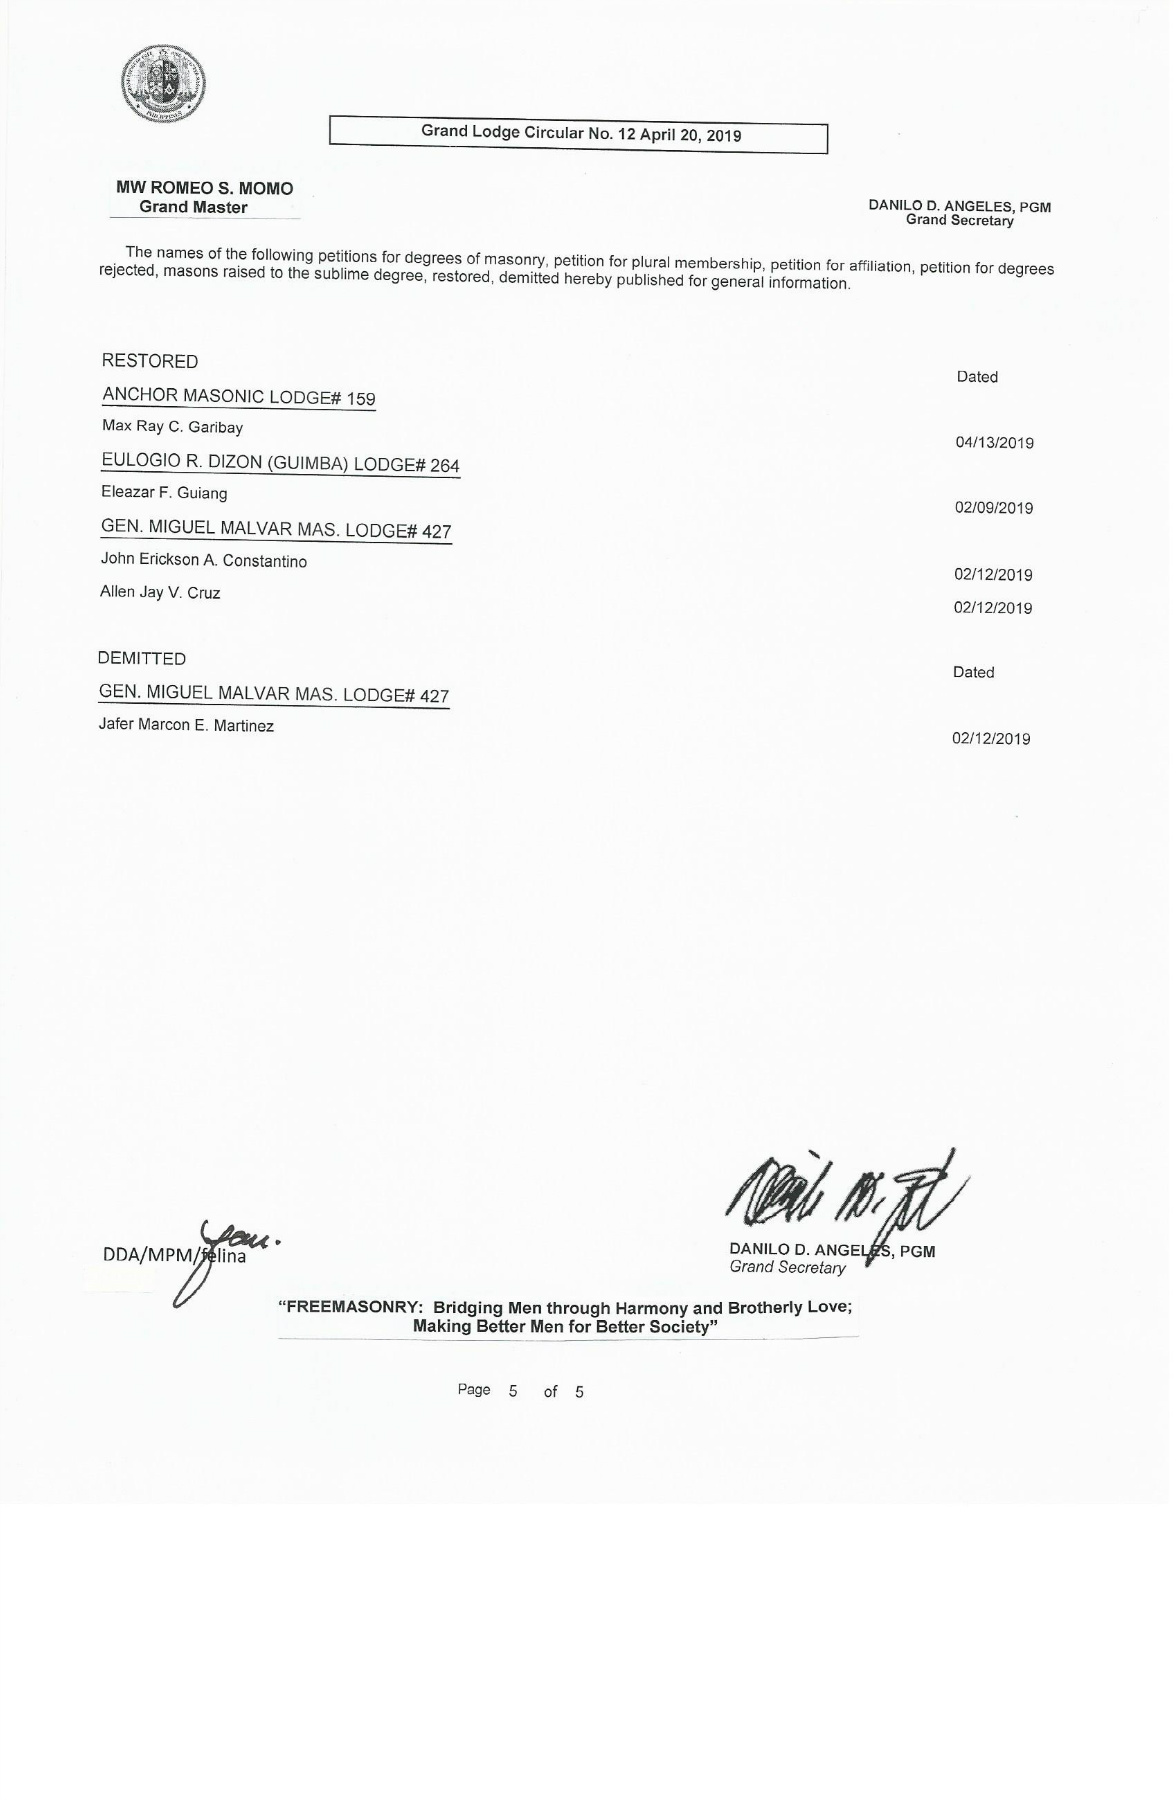 PHILIPPINES
Grand Lodge Circular No. 12 April 20, 2019
MW ROMEO S. MOMO
Grand Master
DANILO D. ANGELES, PGM
Grand Secretary
The names of the following petitions for degrees of masonry, petition for plural membership, petition for affiliation, petition for degrees
rejected, masons raised to the sublime degree, restored, demitted hereby published for general information.
RESTORED
Dated
ANCHOR MASONIC LODGE# 159
Max Ray C. Garibay
04/13/2019
EULOGIO R. DIZON (GUIMBA) LODGE# 264
Eleazar F. Guiang
02/09/2019
GEN. MIGUEL MALVAR MAS. LODGE# 427
John Erickson A. Constantino
02/12/2019
Allen Jay V. Cruz
02/12/2019
DEMITTED
Dated
GEN. MIGUEL MALVAR MAS. LODGE# 427
Jafer Marcon E. Martinez
02/12/2019
DDA/MPM/felina
DANILO D. ANGELES, PGM
Grand Secretary
“FREEMASONRY: Bridging Men through Harmony and Brotherly Love;
Making Better Men for Better Society”
Page 5 of 5